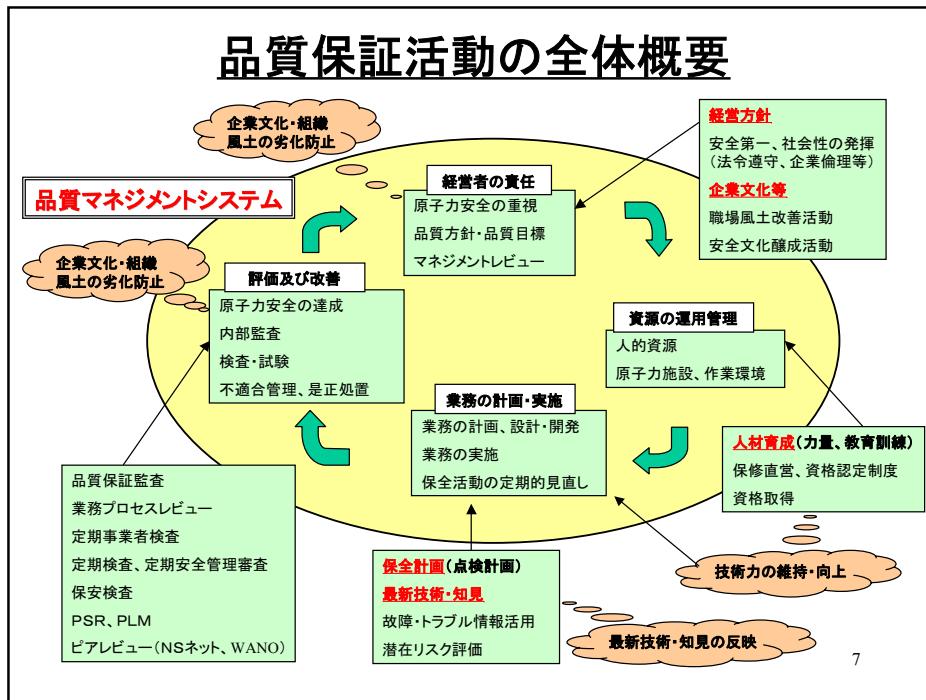 品質保証活動の全体概要
企業文化・組織
風土の劣化防止
経営方針
安全第一、社会性の発揮
(法令遵守、企業倫理等)
企業文化等
職場風土改善活動
安全文化醸成活動
品質マネジメントシステム
経営者の責任
原子力安全の重視
品質方針・品質目標
マネジメントレビュー
企業文化・組織
風土の劣化防止
評価及び改善
原子力安全の達成
内部監査
検査・試験
不適合管理、是正処置
資源の運用管理
人的資源
原子力施設、作業環境
業務の計画・実施
業務の計画、設計・開発
業務の実施
保全活動の定期的見直し
人材育成(力量、教育訓練)
保修直営、資格認定制度
資格取得
品質保証監査
業務プロセスレビュー
定期事業者検査
定期検査、定期安全管理審査
保安検査
PSR、PLM
ピアレビュー(NSネット、WANO)
保全計画(点検計画)
最新技術・知見
故障・トラブル情報活用
潜在リスク評価
技術力の維持・向上
最新技術・知見の反映
7